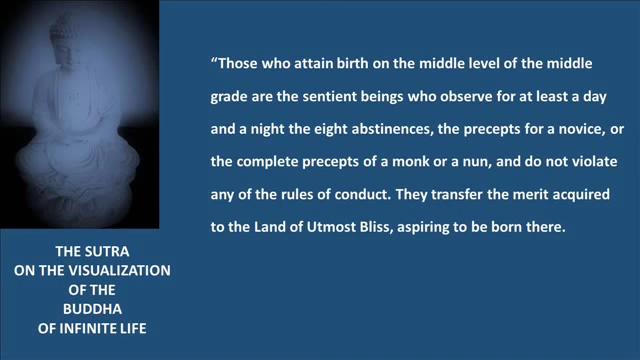 “Those who attain birth on the middle level of the middle
grade are the sentient beings who observe for at least a day
and a night the eight abstinences, the precepts for a novice, or
the complete precepts of a monk or a nun, and do not violate
any of the rules of conduct. They transfer the merit acquired
to the Land of Utmost Bliss, aspiring to be born there.
THE SUTRA
ON THE VISUALIZATION
OF THE
BUDDHA
OF INFINITE LIFE